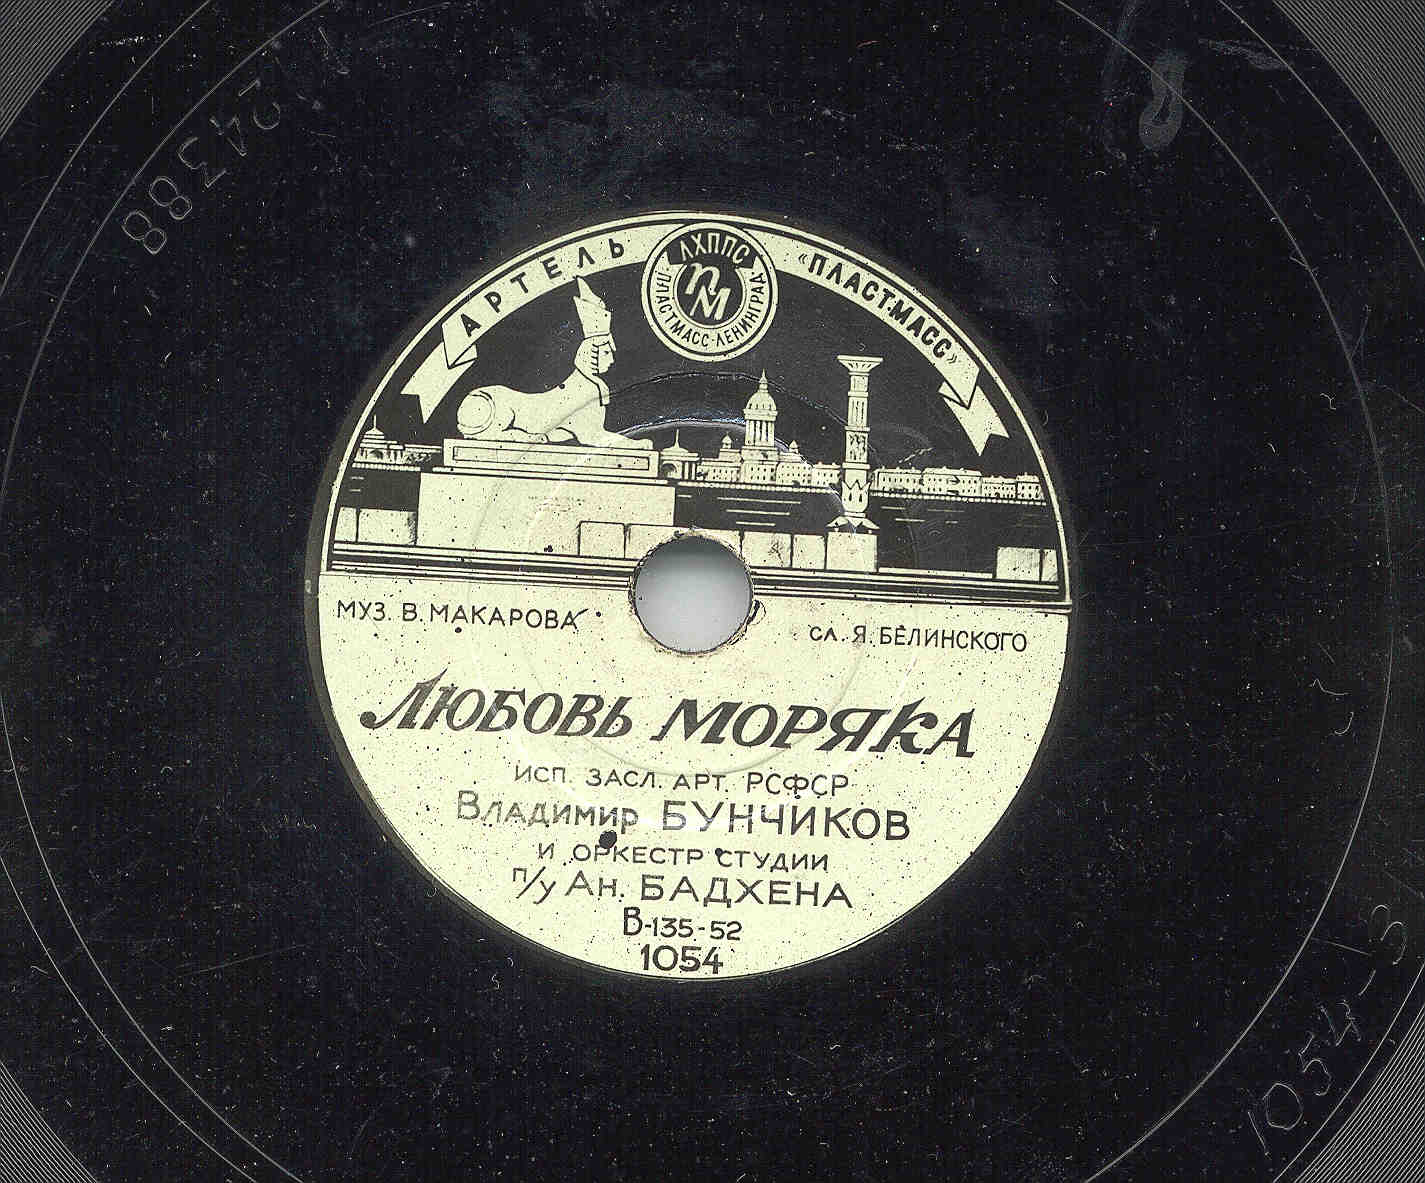 24388
АРТЕЛЬ
ЛХППС
ПМ
ПЛАСТМАСС·ЛЕНИНГРАД
«ПЛАСТМАСС»
МУЗ. В. МАКАРОВА
СЛ. Я. БЕЛИНСКОГО
ЛЮБОВЬ МОРЯКА
ИСП. ЗАСЛ. АРТ. РСФСР
ВЛАДИМИР БУНЧИКОВ
И ОРКЕСТР СТУДИИ
п/у Ан. БАДХЕНА
В-135-52
1054
1054-3